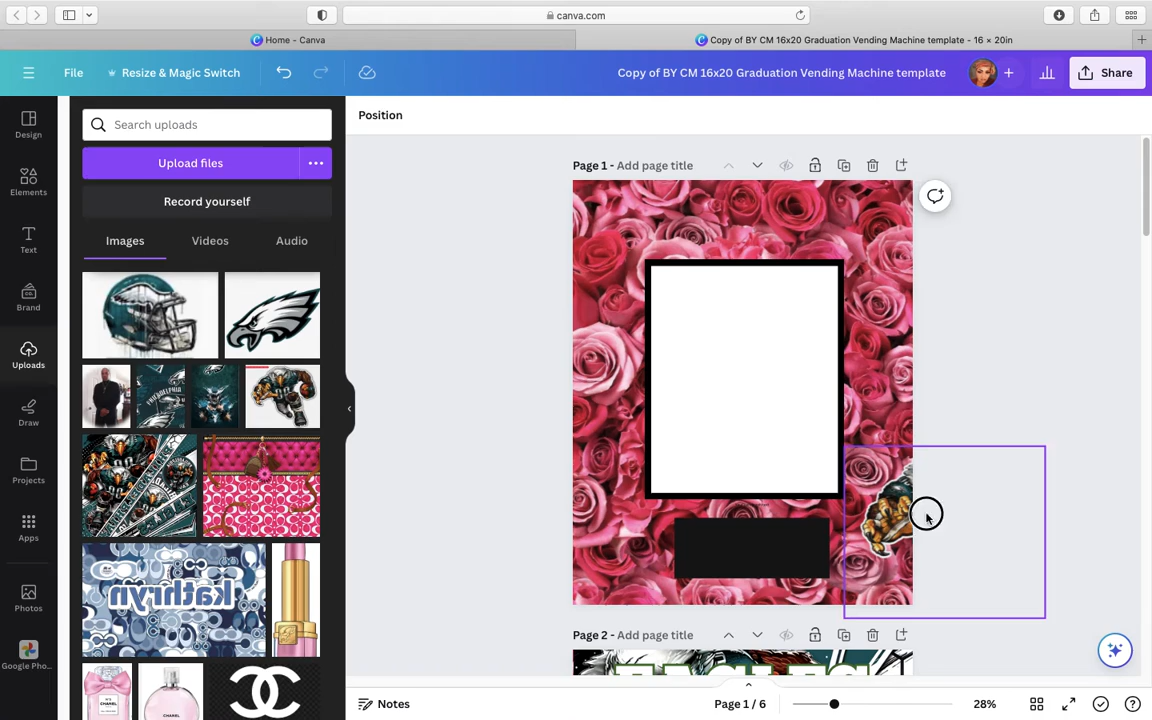 canva.com
Home - Canva
Copy of BY CM 16x20 Graduation Vending Machine template - 16 × 20in
File
Resize & Magic Switch
Copy of BY CM 16x20 Graduation Vending Machine template
Share
Design
Elements
Text
Brand
Uploads
Draw
Projects
Apps
Photos
Google Pho...
Search uploads
Upload files
Record yourself
Images
Videos
Audio
kathryn
Position
Page 1 - Add page title
Page 2 - Add page title
Notes
Page 1 / 6
28%